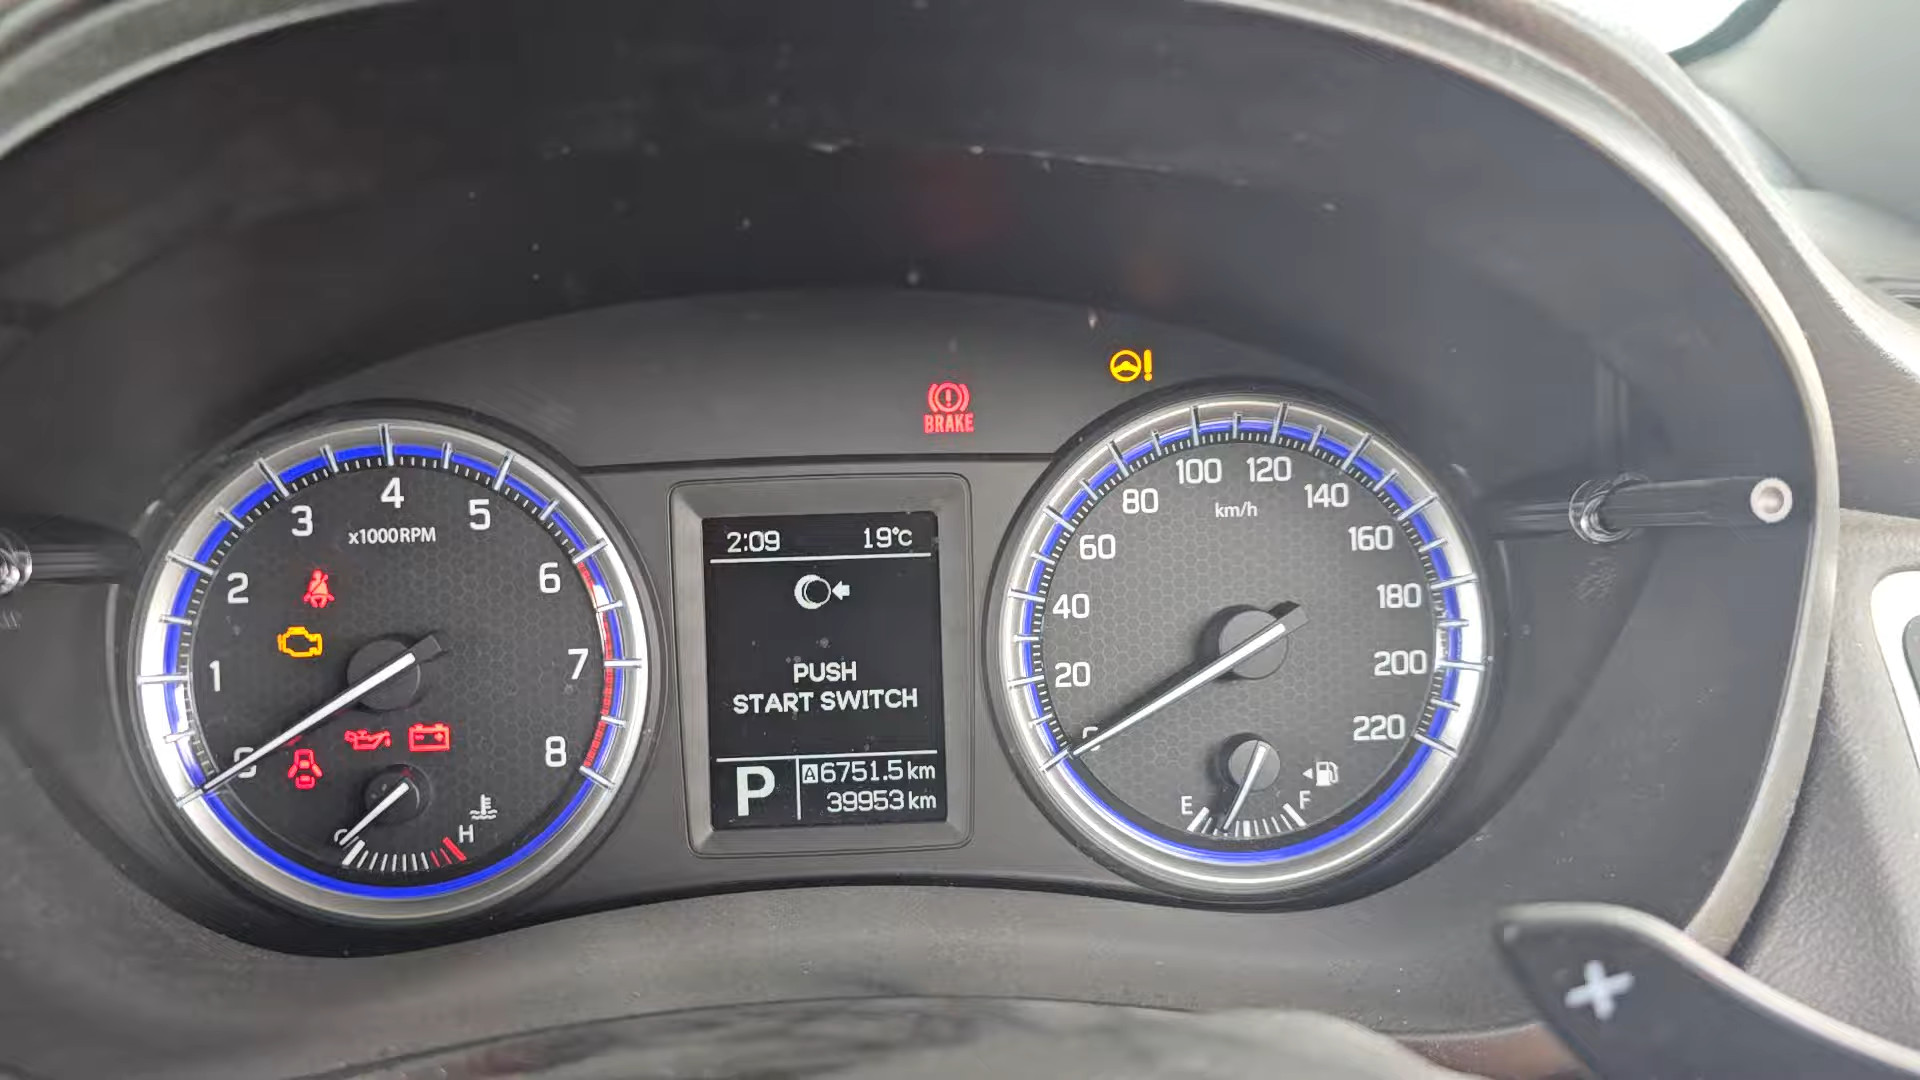 BRAKE
4
3
5
x1000RPM
2
6
1
7
8
H
2:09 19°C
PUSH
START SWITCH
P
A 6751.5 km
39953 km
100 120
80 140
km/h
60 160
40 180
20 200
220
E F